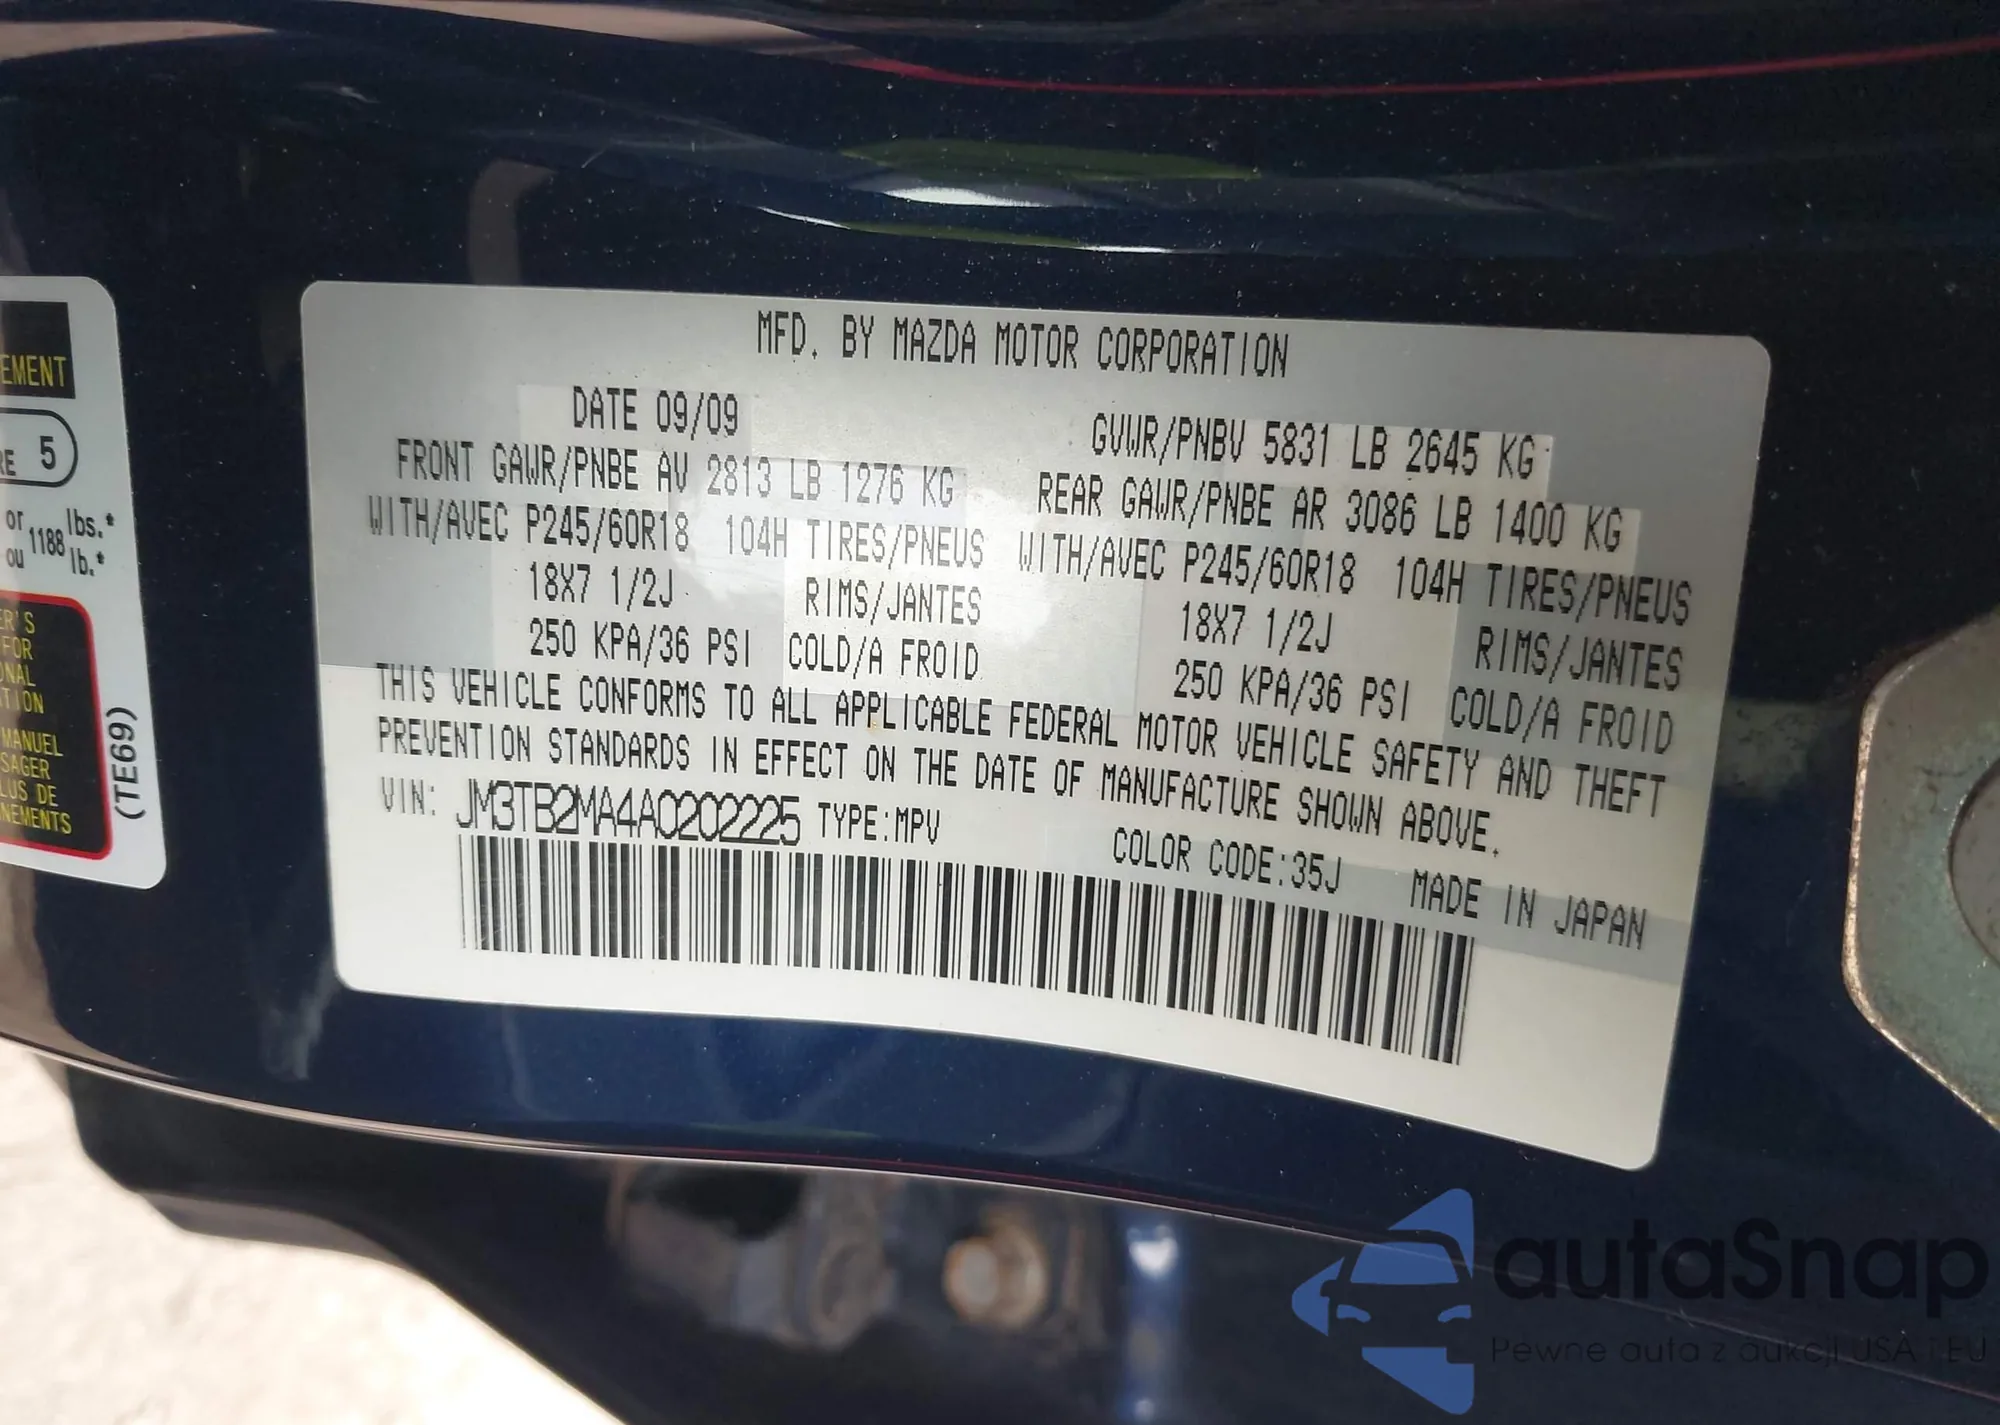 EMENT
RE 5
or 1188 lbs.*
ou lb.*
ER'S
FOR
ONAL
ATION
MANUEL
SAGER
LUS DE
NEMENTS
(TE69)
MFD. BY MAZDA MOTOR CORPORATION
DATE 09/09 GVWR/PNBV 5831 LB 2645 KG
FRONT GAWR/PNBE AV 2813 LB 1276 KG REAR GAWR/PNBE AR 3086 LB 1400 KG
WITH/AVEC P245/60R18 104H TIRES/PNEUS WITH/AVEC P245/60R18 104H TIRES/PNEUS
18X7 1/2J RIMS/JANTES 18X7 1/2J RIMS/JANTES
250 KPA/36 PSI COLD/A FROID 250 KPA/36 PSI COLD/A FROID
THIS VEHICLE CONFORMS TO ALL APPLICABLE FEDERAL MOTOR VEHICLE SAFETY AND THEFT
PREVENTION STANDARDS IN EFFECT ON THE DATE OF MANUFACTURE SHOWN ABOVE.
VIN: JM3TB2MA4A0202225 TYPE:MPV COLOR CODE:35J MADE IN JAPAN
autaSnap
Pewne auta z aukcji USA i EU